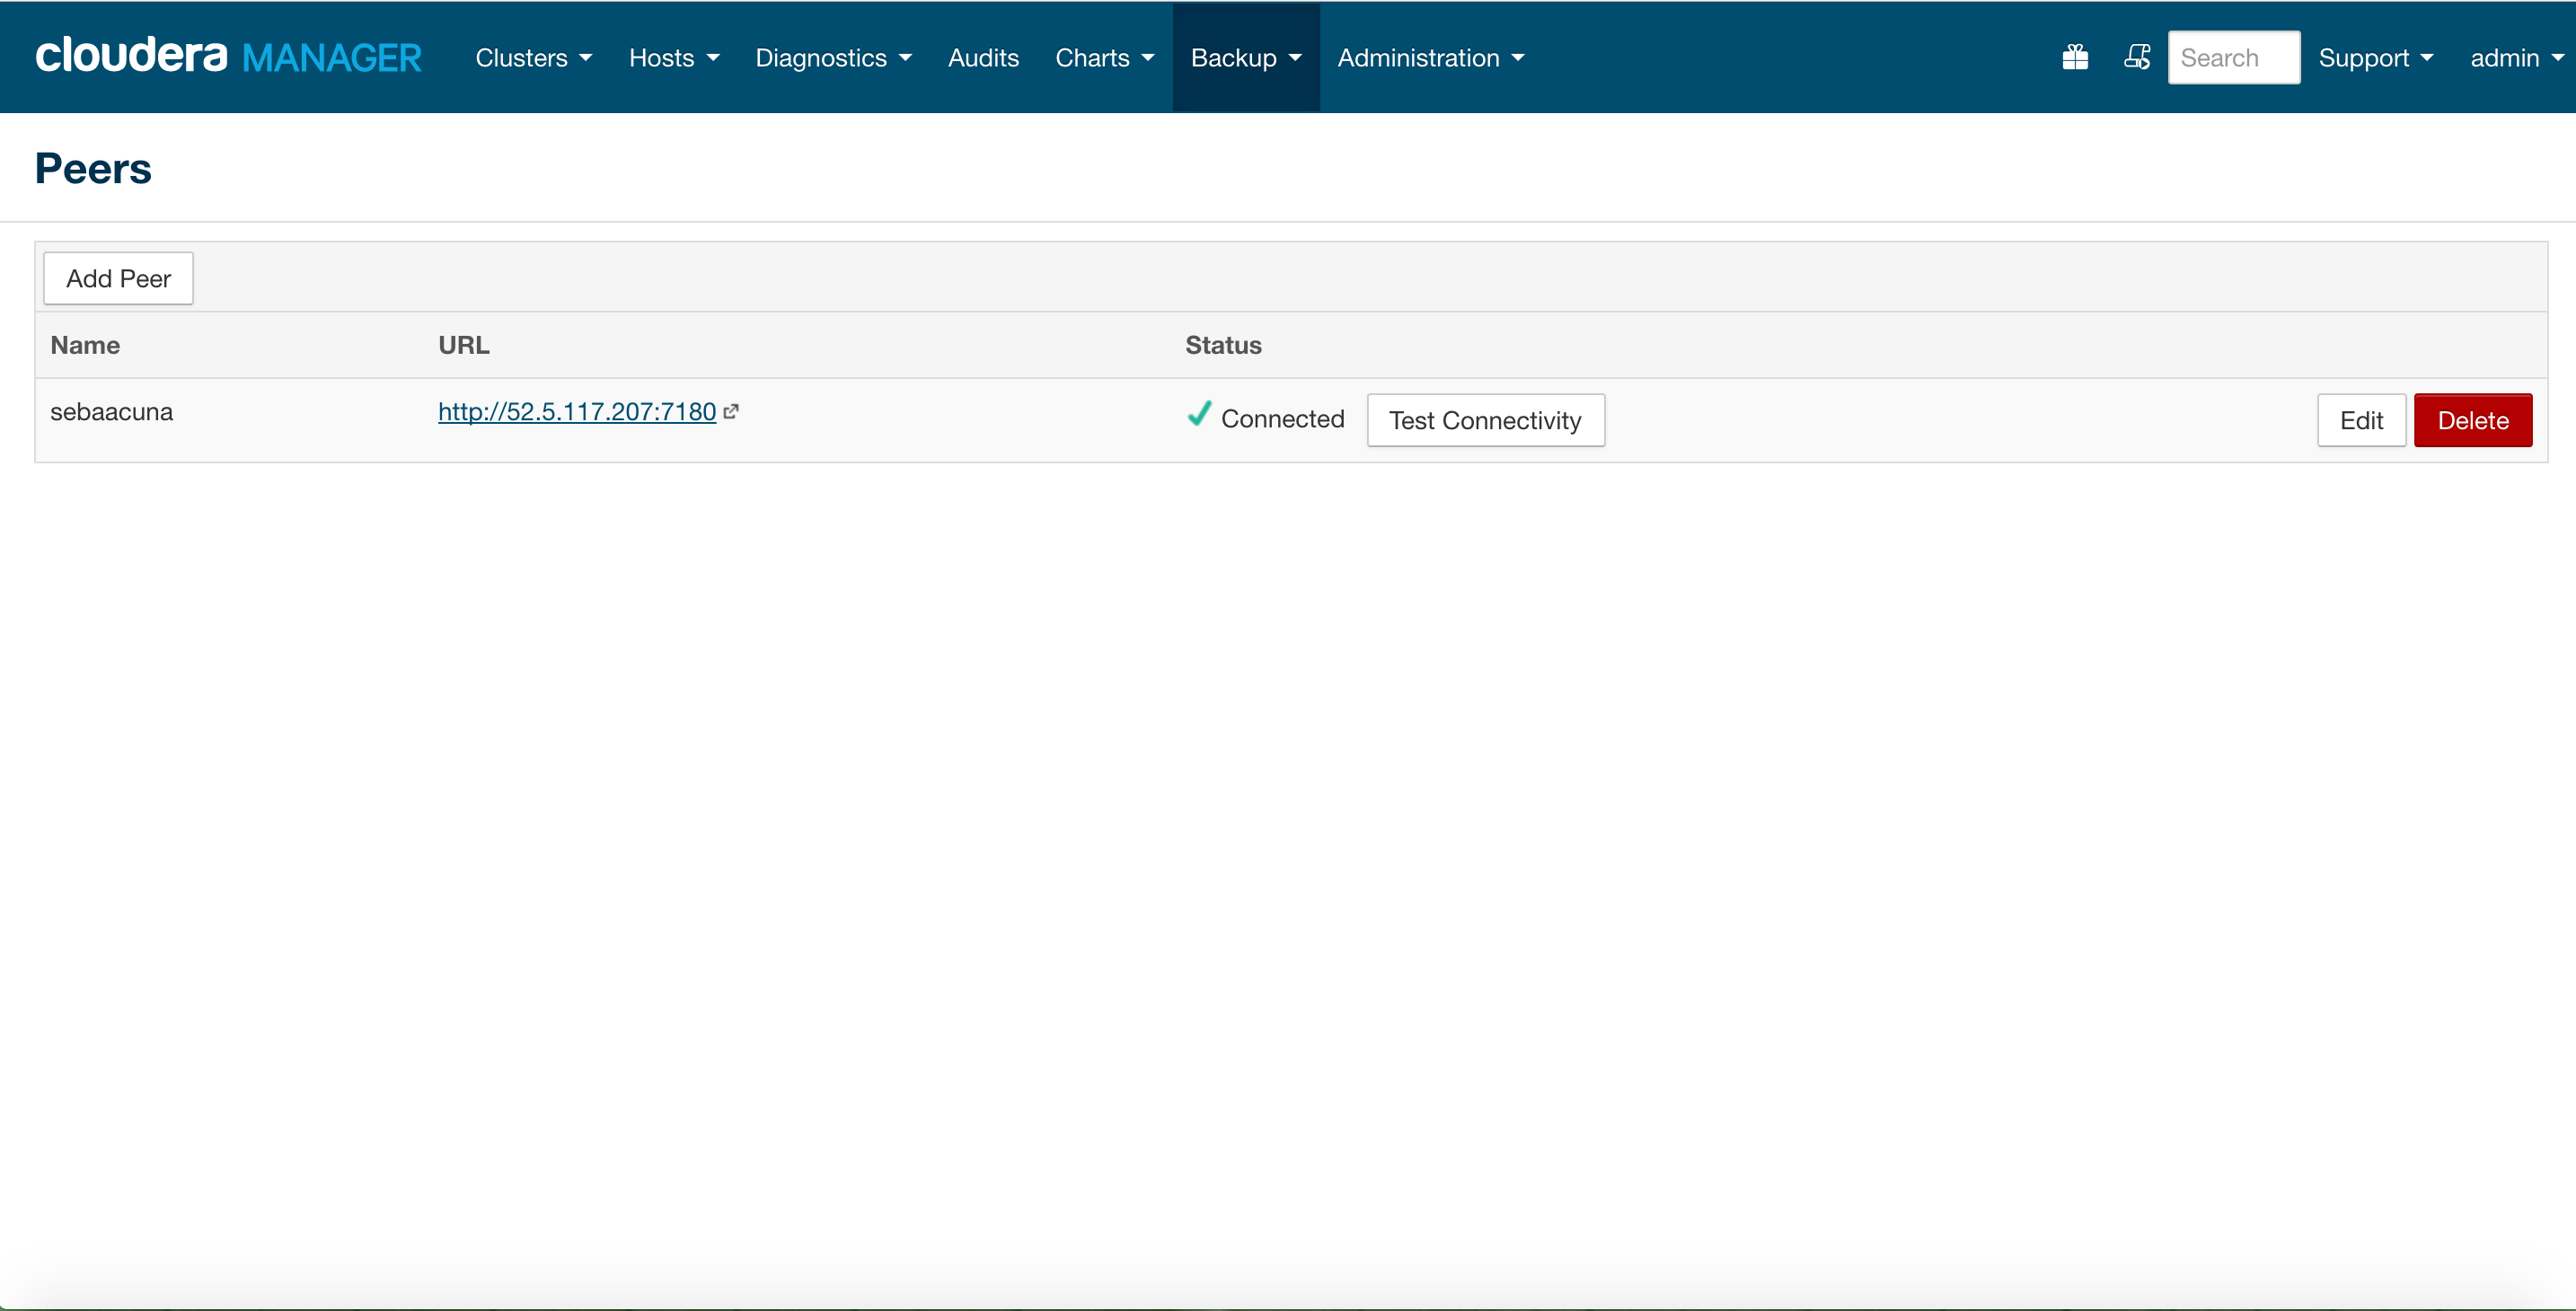 cloudera MANAGER Clusters Hosts Diagnostics Audits Charts Backup Administration Search Support admin
Peers
Add Peer
Name URL Status
sebaacuna http://52.5.117.207:7180 Connected Test Connectivity Edit Delete